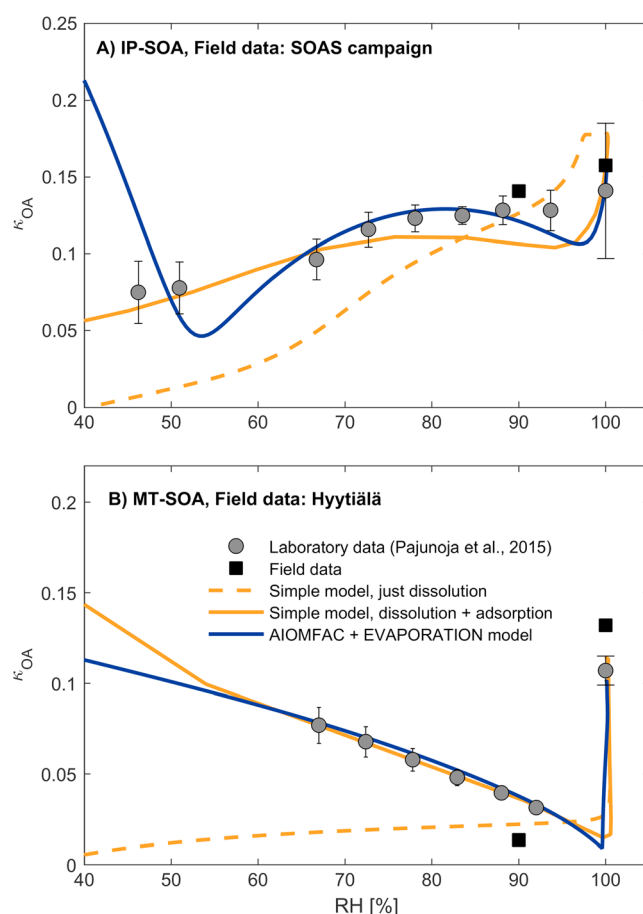 0.25
A) IP-SOA, Field data: SOAS campaign
0.2
0.15
κOA
0.1
0.05
0
40 50 60 70 80 90 100
B) MT-SOA, Field data: Hyytiälä
0.2
Laboratory data (Pajunoja et al., 2015)
Field data
0.15
Simple model, just dissolution
Simple model, dissolution + adsorption
AIOMFAC + EVAPORATION model
κOA
0.1
0.05
0
40 50 60 70 80 90 100
RH [%]